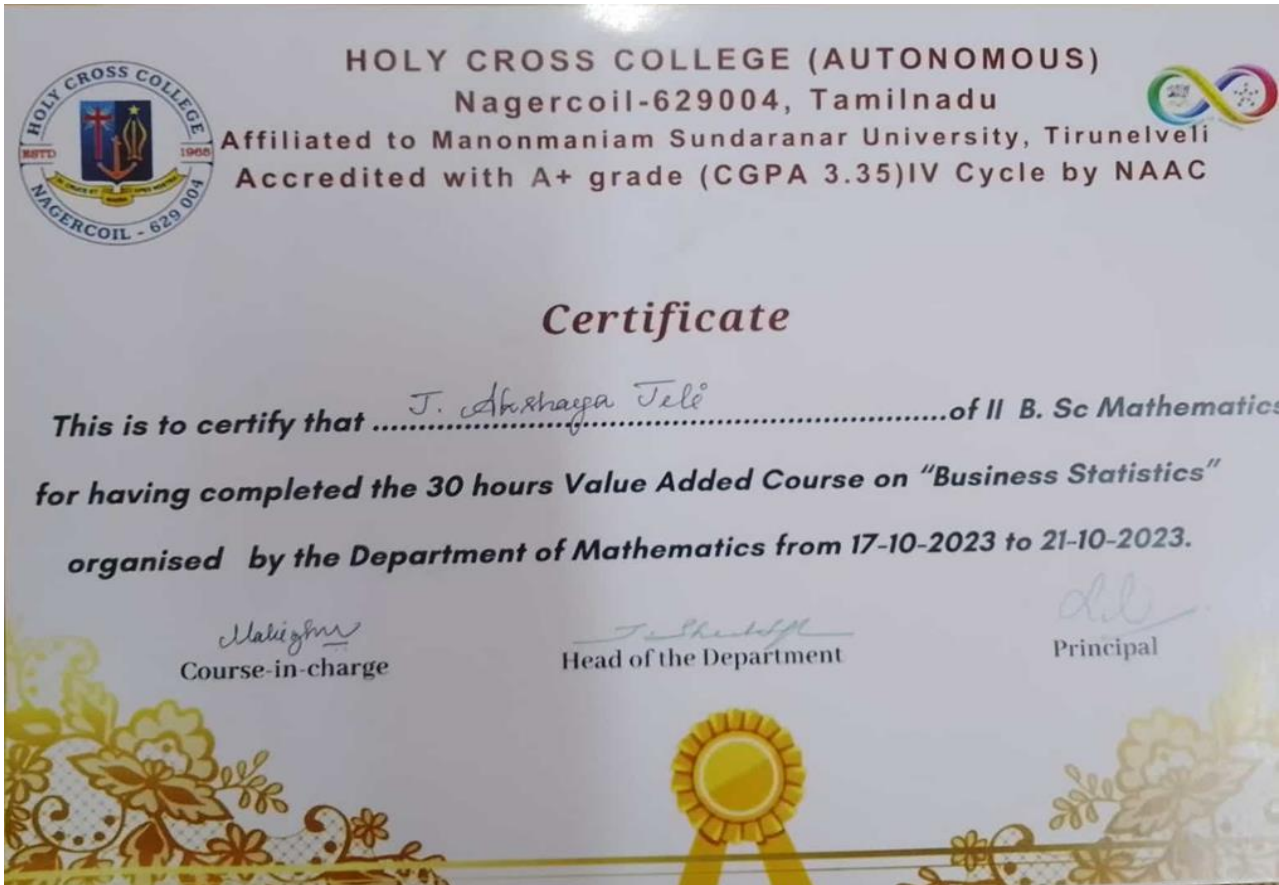 HOLY CROSS COLLEGE (AUTONOMOUS)
Nagercoil-629004, Tamilnadu
Affiliated to Manonmaniam Sundaranar University, Tirunelveli
Accredited with A+ grade (CGPA 3.35)IV Cycle by NAAC
HOLY CROSS COLLEGE
ESTD 1965
NAGERCOIL - 629 004
Certificate
This is to certify that J. Akshaya Jele of II B. Sc Mathematics
for having completed the 30 hours Value Added Course on “Business Statistics”
organised by the Department of Mathematics from 17-10-2023 to 21-10-2023.
Course-in-charge
Head of the Department
Principal